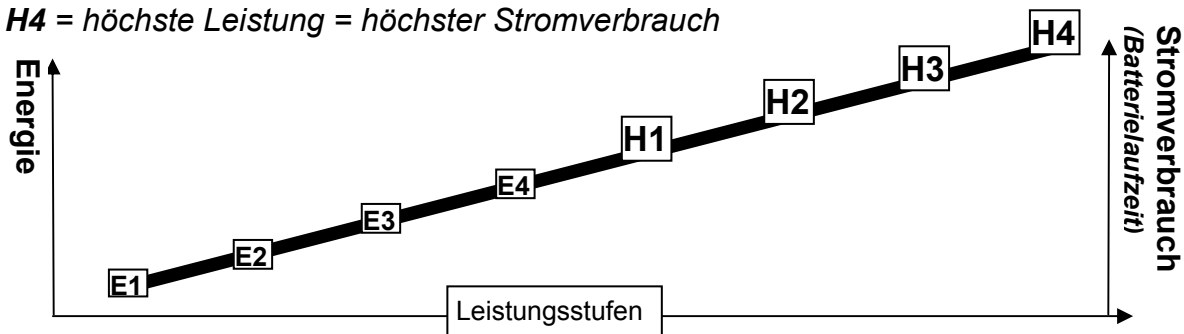 H4 = höchste Leistung = höchster Stromverbrauch
Energie
E1
E2
E3
E4
H1
H2
H3
H4
Leistungsstufen
Stromverbrauch
(Batterielaufzeit)